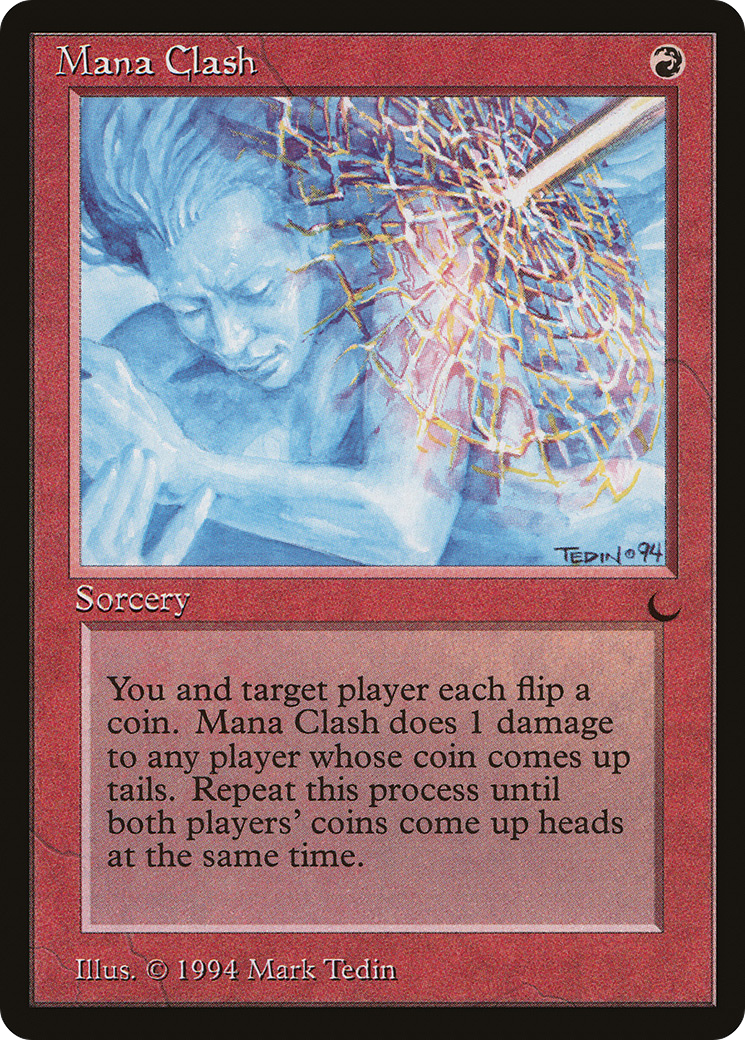 Mana Clash
TEDIN © 94
Sorcery
You and target player each flip a
coin. Mana Clash does 1 damage
to any player whose coin comes up
tails. Repeat this process until
both players' coins come up heads
at the same time.
Illus. © 1994 Mark Tedin